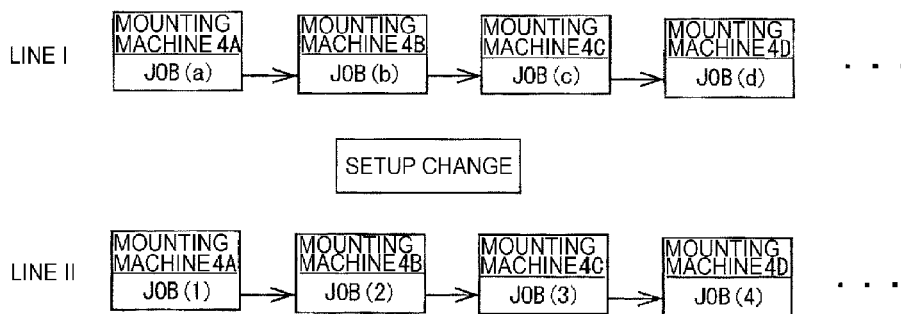 LINE I
MOUNTING MACHINE 4A
JOB (a)
MOUNTING MACHINE 4B
JOB (b)
MOUNTING MACHINE 4C
JOB (c)
MOUNTING MACHINE 4D
JOB (d)
. . .
SETUP CHANGE
LINE II
MOUNTING MACHINE 4A
JOB (1)
MOUNTING MACHINE 4B
JOB (2)
MOUNTING MACHINE 4C
JOB (3)
MOUNTING MACHINE 4D
JOB (4)
. . .